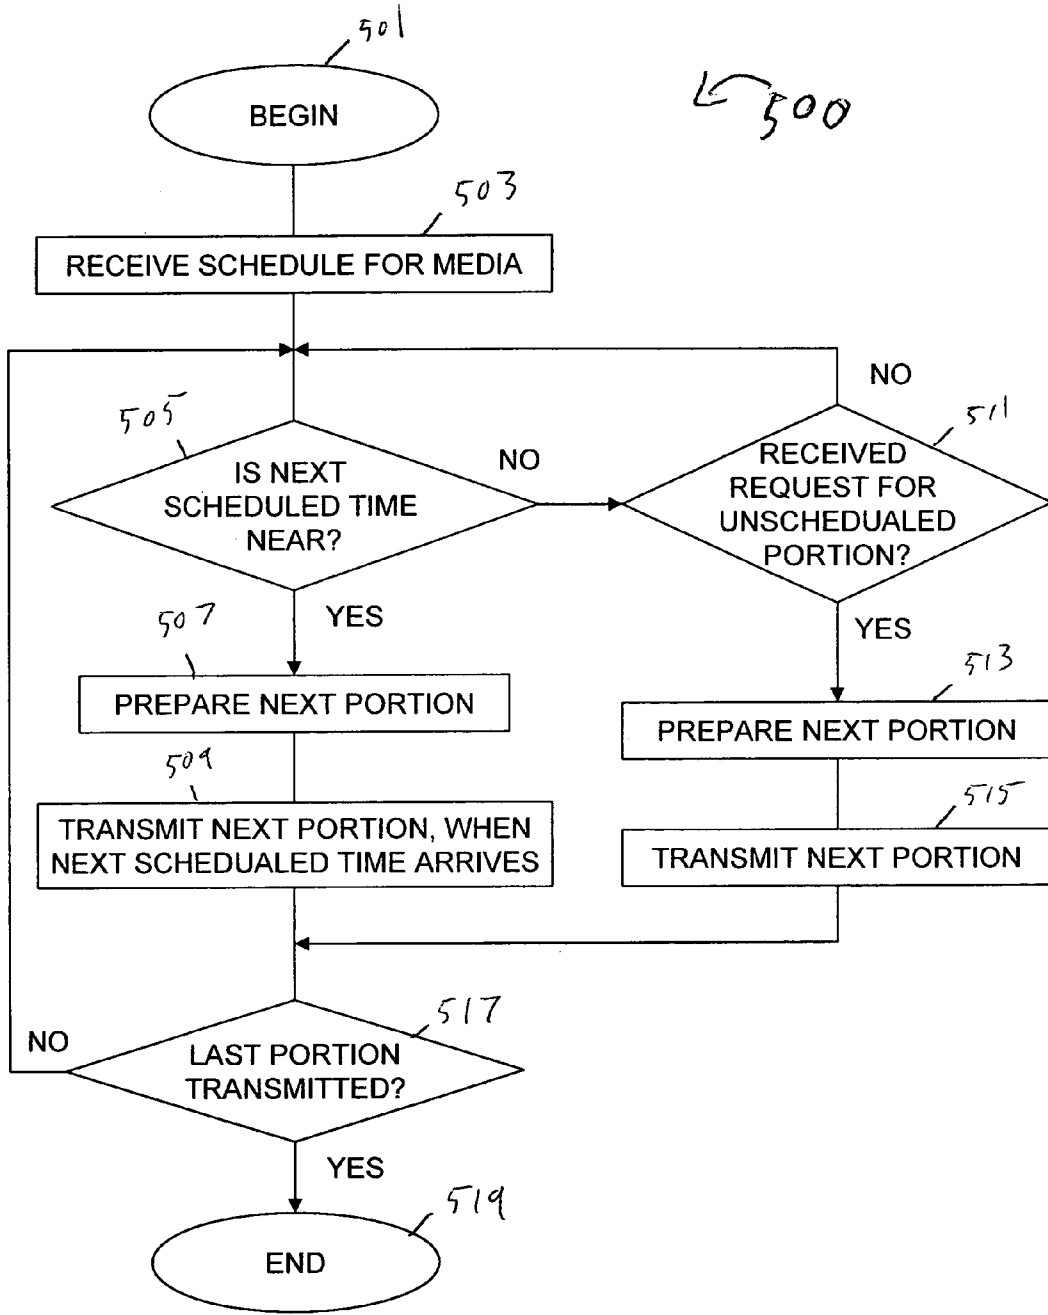 501
BEGIN
500
503
RECEIVE SCHEDULE FOR MEDIA
NO
505
511
IS NEXT
SCHEDULED TIME
NEAR?
NO
RECEIVED
REQUEST FOR
UNSCHEDUALED
PORTION?
507
YES
YES
513
PREPARE NEXT PORTION
PREPARE NEXT PORTION
509
515
TRANSMIT NEXT PORTION, WHEN
NEXT SCHEDUALED TIME ARRIVES
TRANSMIT NEXT PORTION
517
NO
LAST PORTION
TRANSMITTED?
YES
519
END